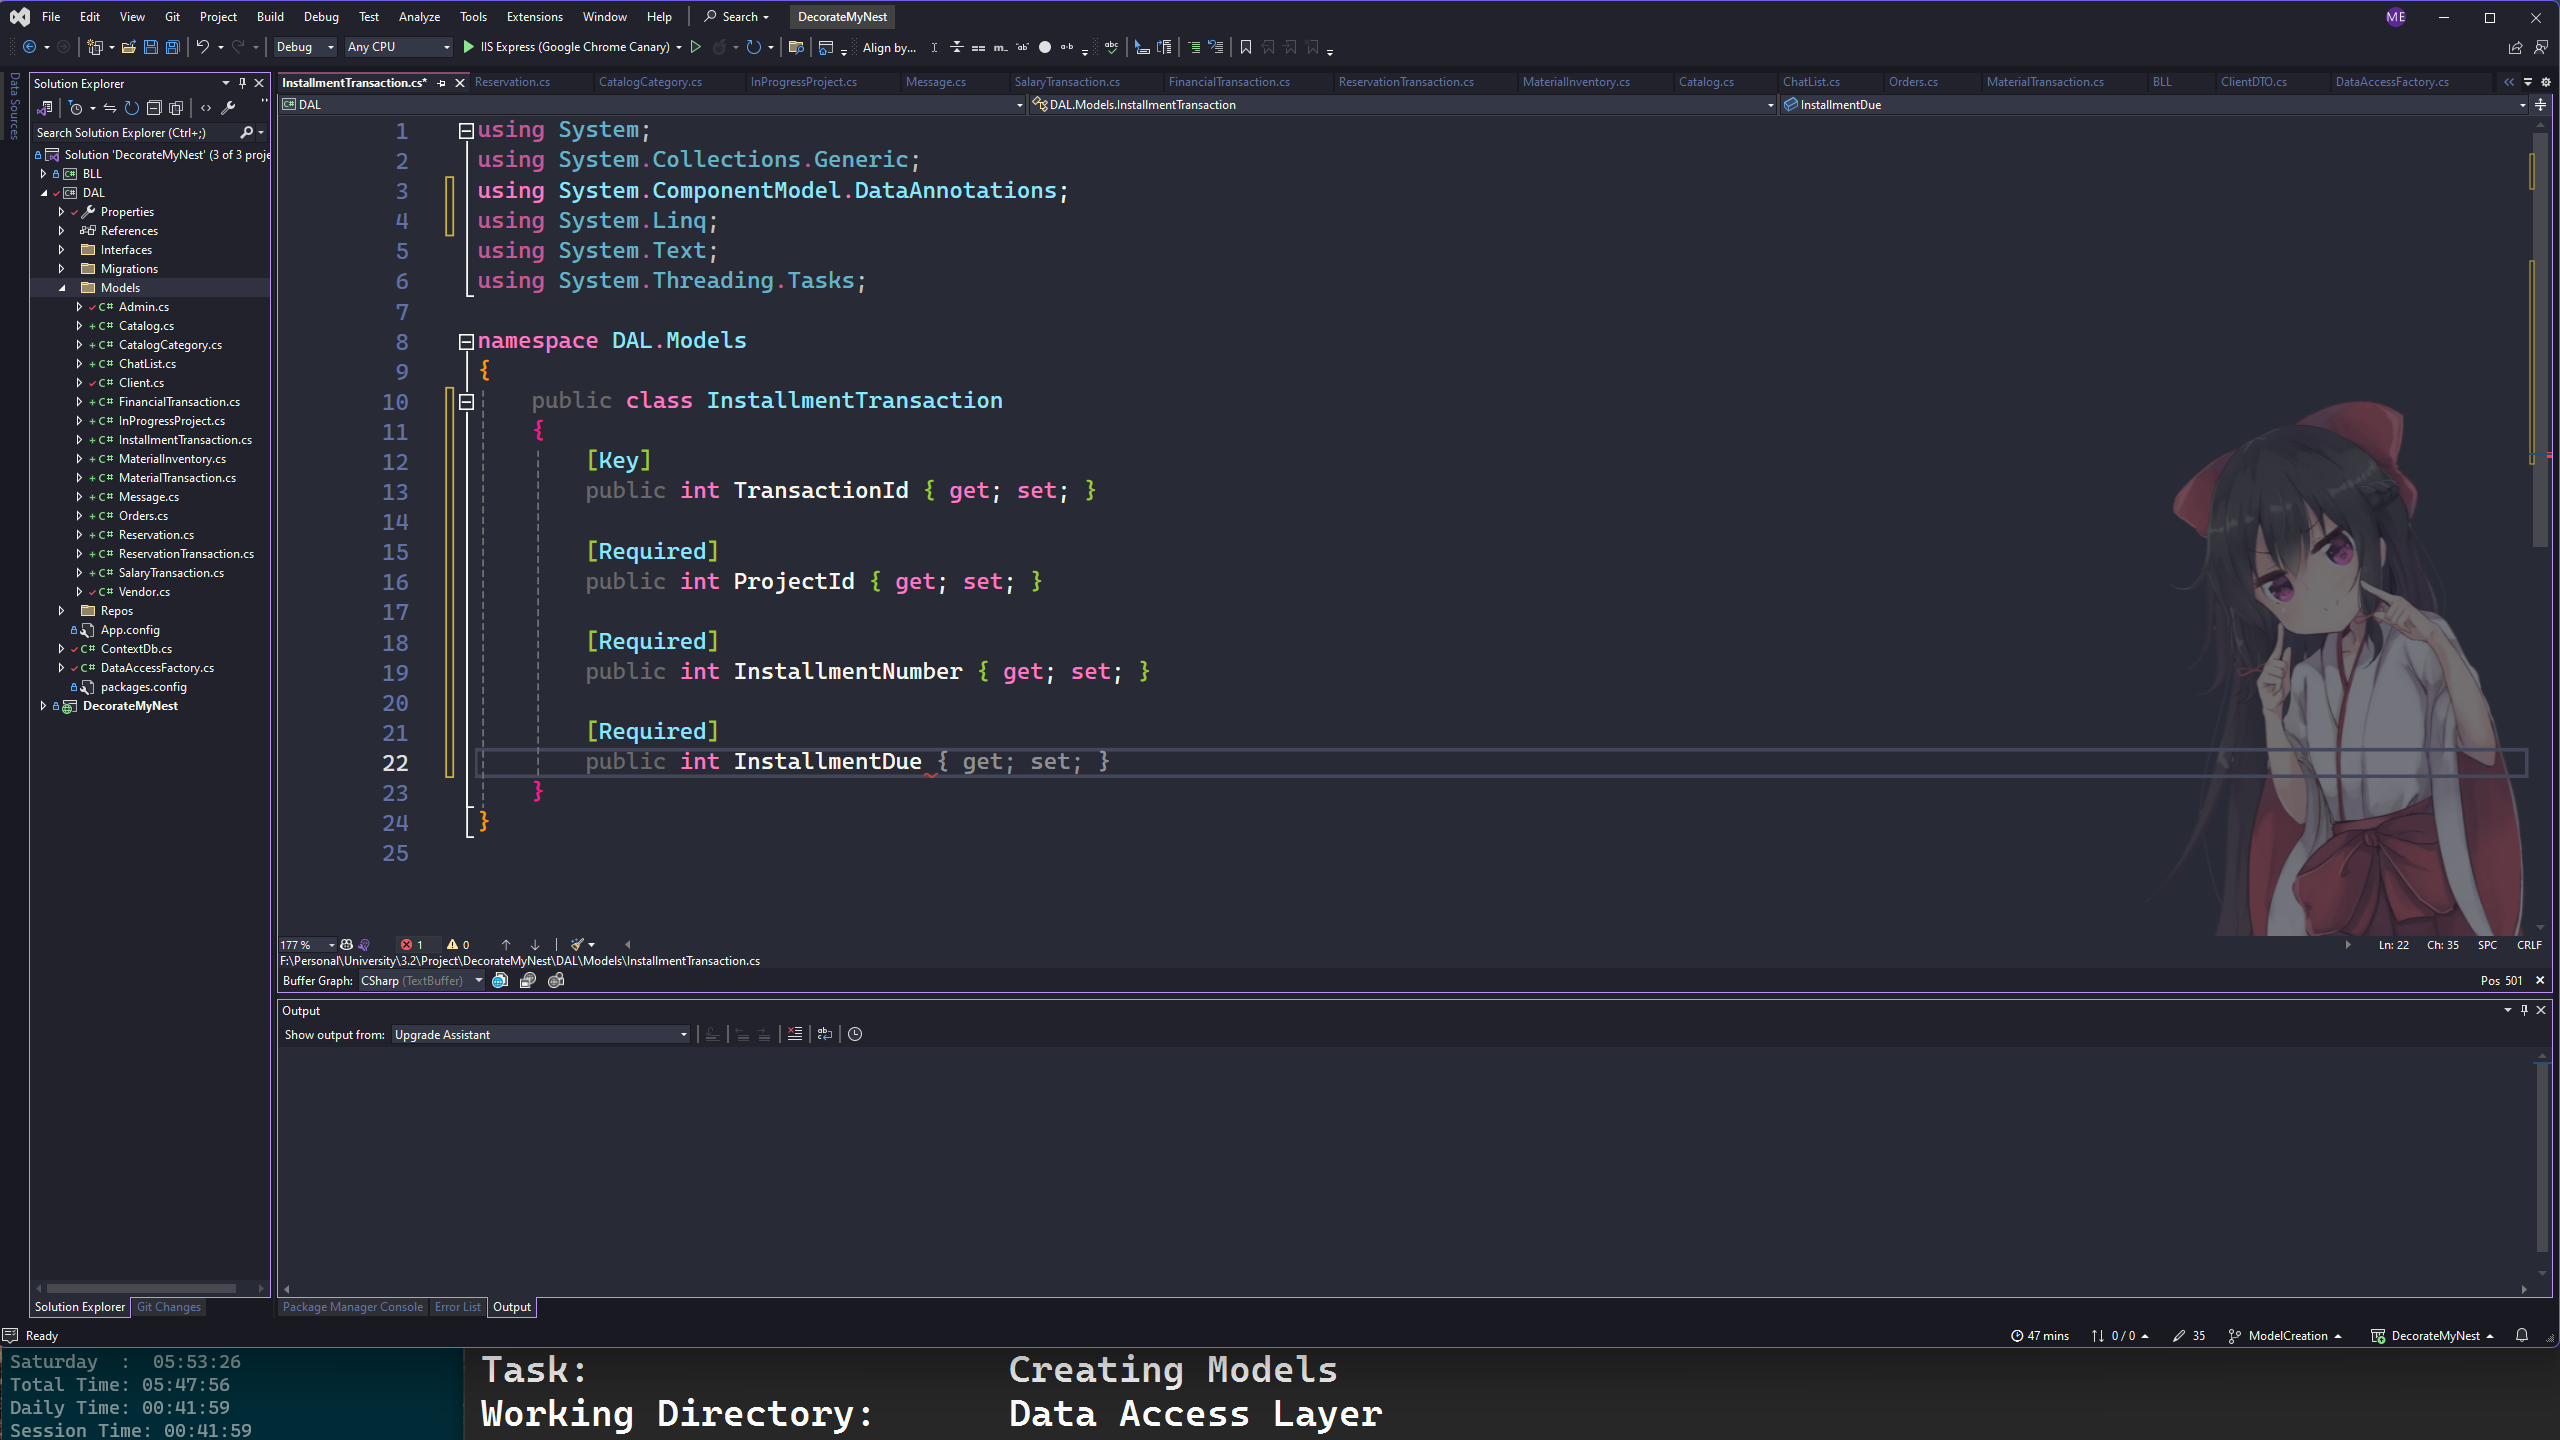 File Edit View Git Project Build Debug Test Analyze Tools Extensions Window Help Search DecorateMyNest ME
Debug Any CPU IIS Express (Google Chrome Canary) Align by...
Data Sources
Solution Explorer
Search Solution Explorer (Ctrl+;)
Solution 'DecorateMyNest' (3 of 3 proje
BLL
DAL
Properties
References
Interfaces
Migrations
Models
C# Admin.cs
C# Catalog.cs
C# CatalogCategory.cs
C# ChatList.cs
C# Client.cs
C# FinancialTransaction.cs
C# InProgressProject.cs
C# InstallmentTransaction.cs
C# MaterialInventory.cs
C# MaterialTransaction.cs
C# Message.cs
C# Orders.cs
C# Reservation.cs
C# ReservationTransaction.cs
C# SalaryTransaction.cs
C# Vendor.cs
Repos
App.config
C# ContextDb.cs
C# DataAccessFactory.cs
packages.config
DecorateMyNest
Solution Explorer Git Changes
InstallmentTransaction.cs* Reservation.cs CatalogCategory.cs InProgressProject.cs Message.cs SalaryTransaction.cs FinancialTransaction.cs ReservationTransaction.cs MaterialInventory.cs Catalog.cs ChatList.cs Orders.cs MaterialTransaction.cs BLL ClientDTO.cs DataAccessFactory.cs
DAL DAL.Models.InstallmentTransaction InstallmentDue
1 using System;
2 using System.Collections.Generic;
3 using System.ComponentModel.DataAnnotations;
4 using System.Linq;
5 using System.Text;
6 using System.Threading.Tasks;
7
8 namespace DAL.Models
9 {
10 public class InstallmentTransaction
11 {
12 [Key]
13 public int TransactionId { get; set; }
14
15 [Required]
16 public int ProjectId { get; set; }
17
18 [Required]
19 public int InstallmentNumber { get; set; }
20
21 [Required]
22 public int InstallmentDue { get; set; }
23 }
24 }
25
177 % 1 0 Ln: 22 Ch: 35 SPC CRLF
F:\Personal\University\3.2\Project\DecorateMyNest\DAL\Models\InstallmentTransaction.cs
Buffer Graph: CSharp (TextBuffer) Pos 501
Output
Show output from: Upgrade Assistant
Package Manager Console Error List Output
Ready 47 mins 0 / 0 35 ModelCreation DecorateMyNest
Saturday : 05:53:26
Total Time: 05:47:56
Daily Time: 00:41:59
Session Time: 00:41:59
Task: Creating Models
Working Directory: Data Access Layer